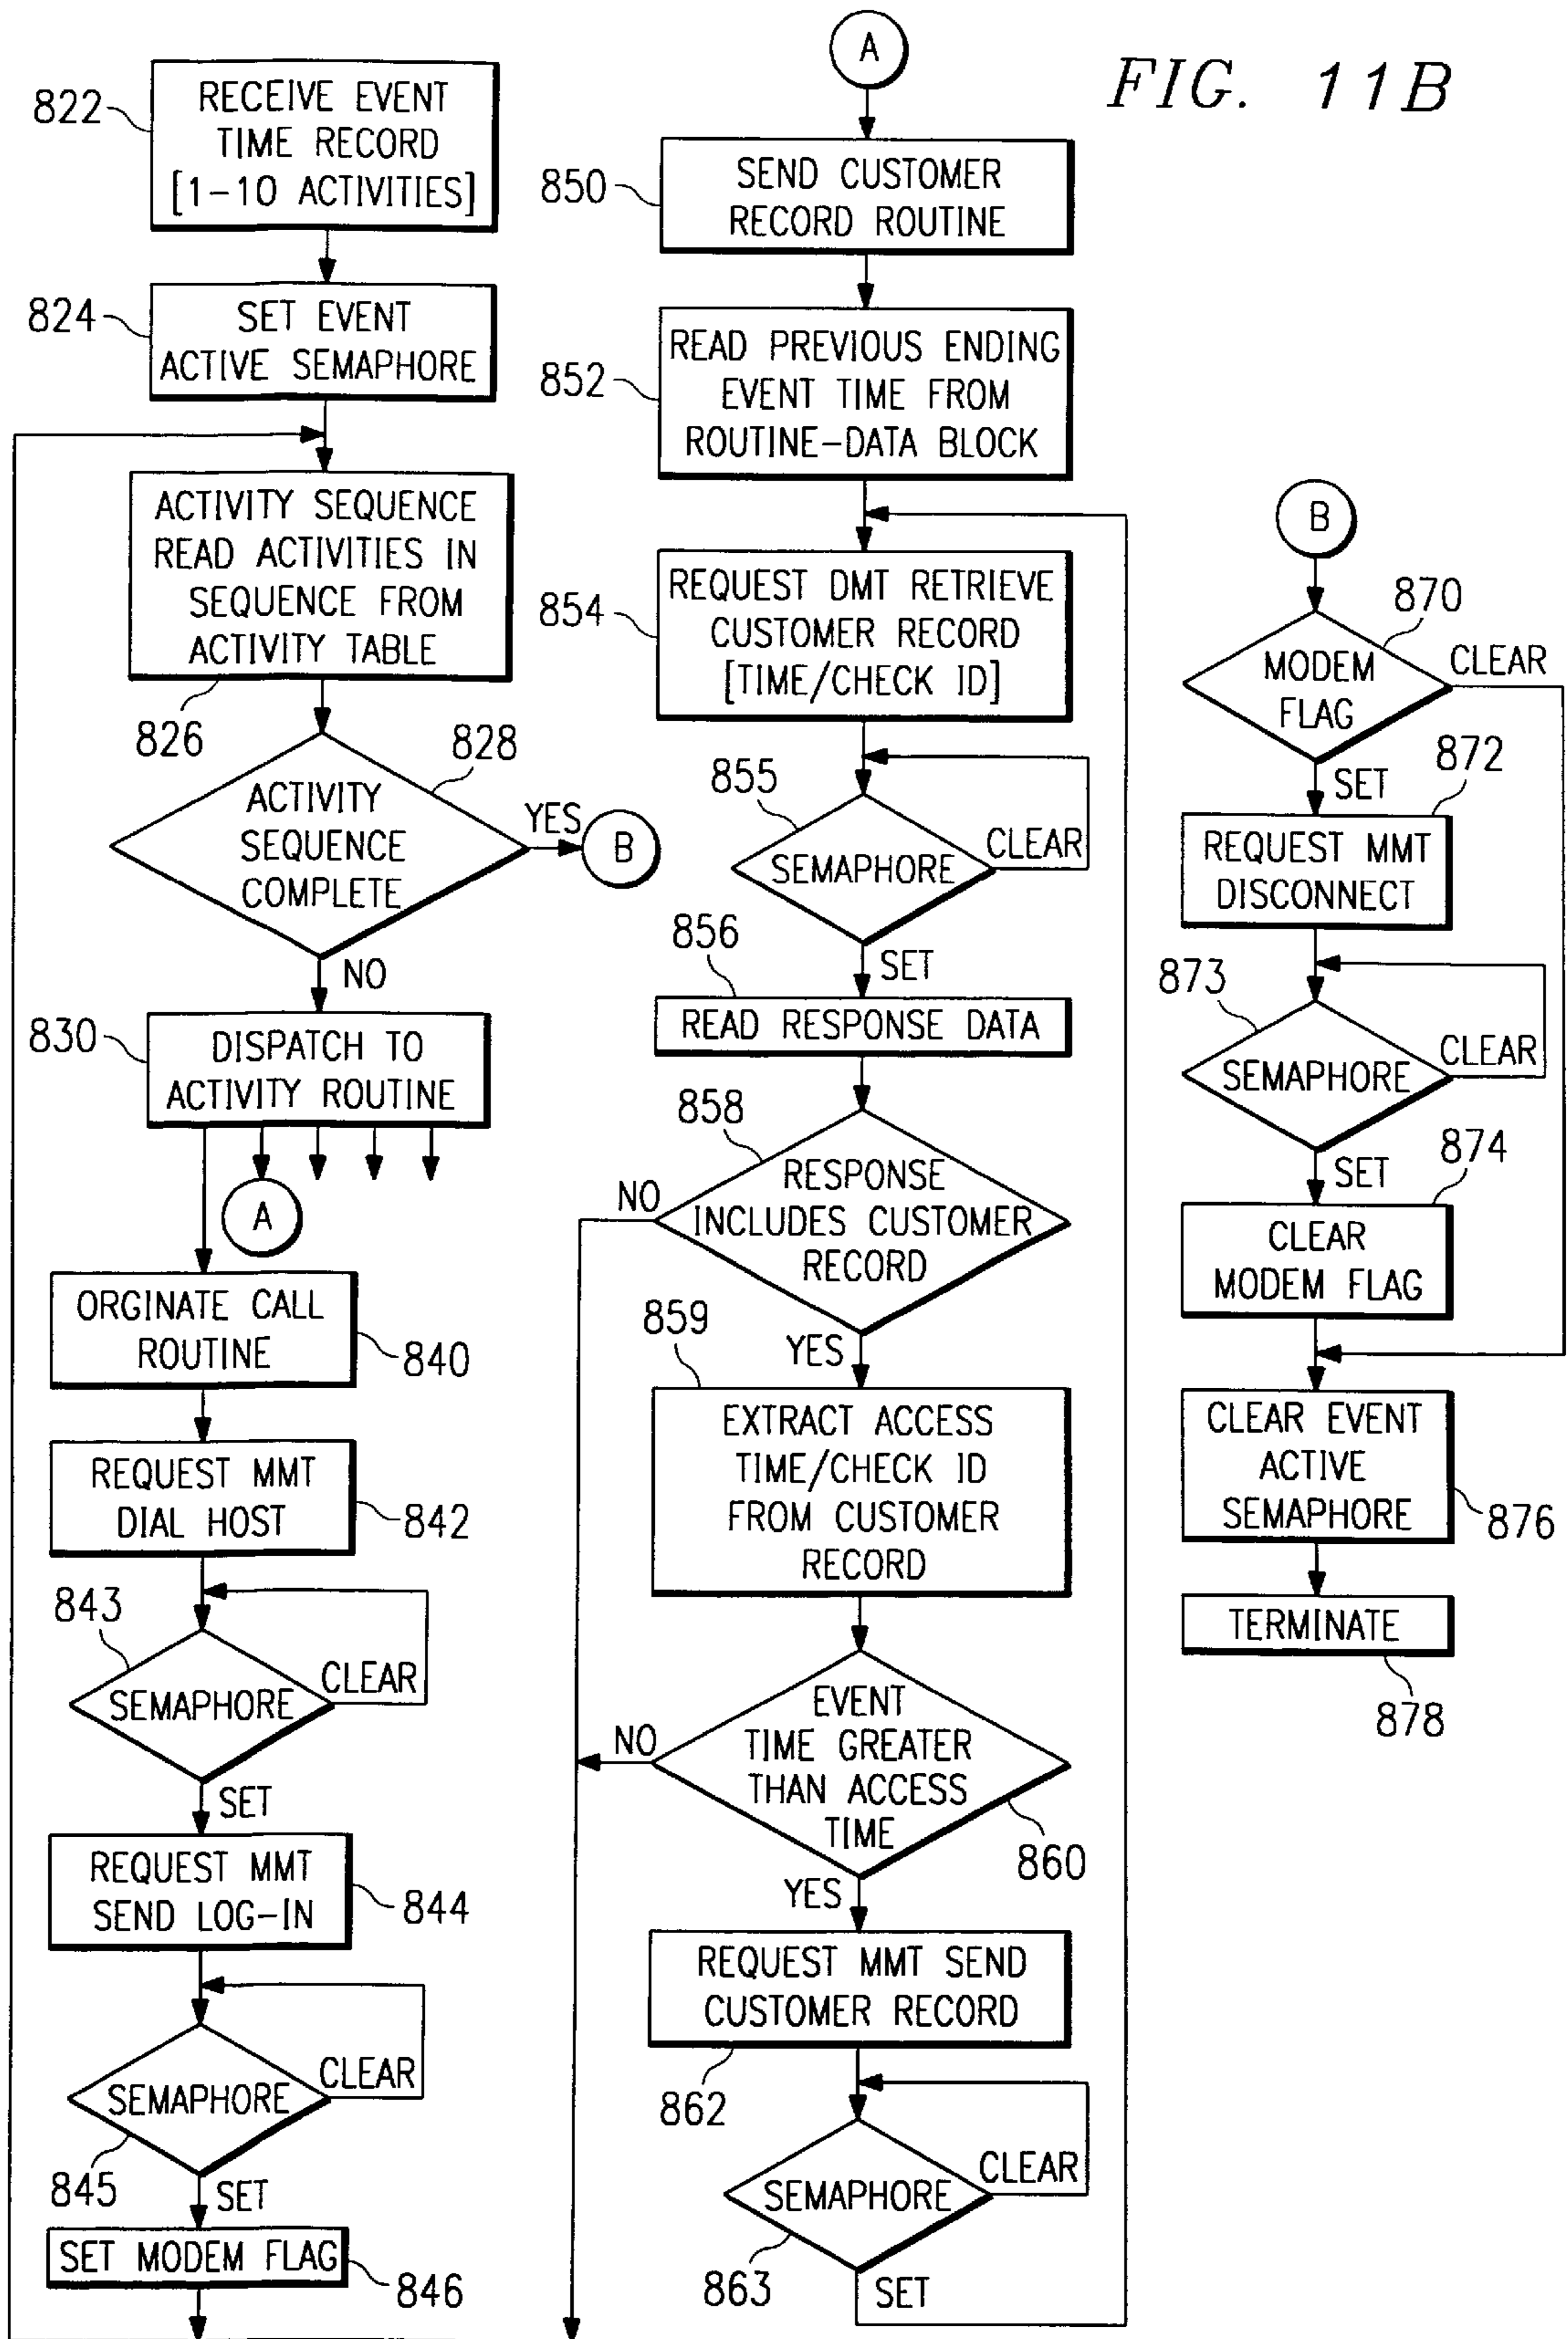 FIG. 11B
822
RECEIVE EVENT
TIME RECORD
[1-10 ACTIVITIES]
824
SET EVENT
ACTIVE SEMAPHORE
ACTIVITY SEQUENCE
READ ACTIVITIES IN
SEQUENCE FROM
ACTIVITY TABLE
826
828
ACTIVITY
SEQUENCE
COMPLETE
YES
B
NO
830
DISPATCH TO
ACTIVITY ROUTINE
A
ORGINATE CALL
ROUTINE
840
REQUEST MMT
DIAL HOST
842
843
SEMAPHORE
CLEAR
SET
REQUEST MMT
SEND LOG-IN
844
SEMAPHORE
CLEAR
845
SET
SET MODEM FLAG
846
A
850
SEND CUSTOMER
RECORD ROUTINE
852
READ PREVIOUS ENDING
EVENT TIME FROM
ROUTINE-DATA BLOCK
854
REQUEST DMT RETRIEVE
CUSTOMER RECORD
[TIME/CHECK ID]
855
SEMAPHORE
CLEAR
SET
856
READ RESPONSE DATA
858
RESPONSE
INCLUDES CUSTOMER
RECORD
NO
YES
859
EXTRACT ACCESS
TIME/CHECK ID
FROM CUSTOMER
RECORD
EVENT
TIME GREATER
THAN ACCESS
TIME
NO
860
YES
REQUEST MMT SEND
CUSTOMER RECORD
862
SEMAPHORE
CLEAR
863
SET
B
870
MODEM
FLAG
CLEAR
SET
872
REQUEST MMT
DISCONNECT
873
SEMAPHORE
CLEAR
SET
874
CLEAR
MODEM FLAG
CLEAR EVENT
ACTIVE
SEMAPHORE
876
TERMINATE
878